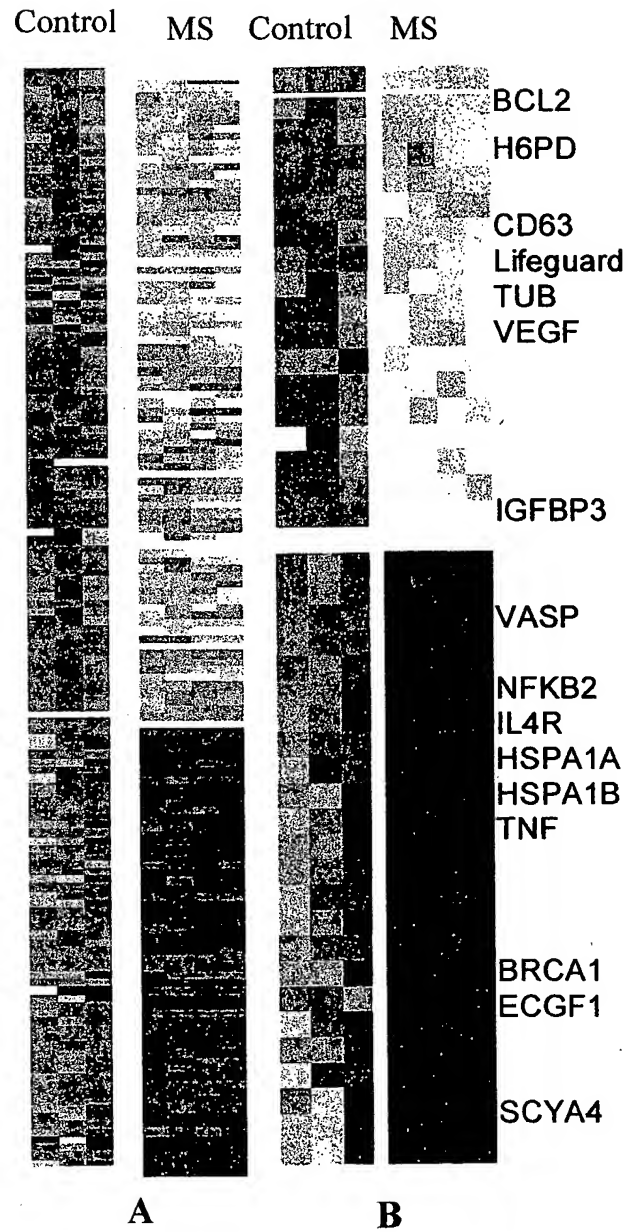 Control MS Control MS
BCL2
H6PD
CD63
Lifeguard
TUB
VEGF
IGFBP3
VASP
NFKB2
IL4R
HSPA1A
HSPA1B
TNF
BRCA1
ECGF1
SCYA4
A B